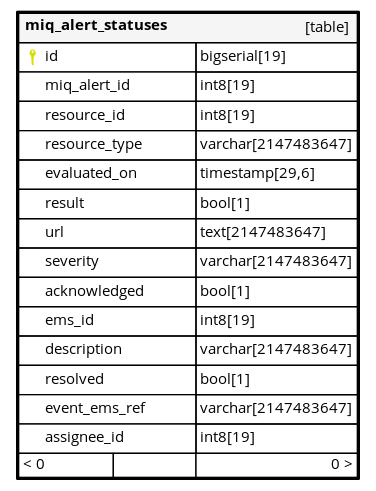 miq_alert_statuses [table]
id bigserial[19]
miq_alert_id int8[19]
resource_id int8[19]
resource_type varchar[2147483647]
evaluated_on timestamp[29,6]
result bool[1]
url text[2147483647]
severity varchar[2147483647]
acknowledged bool[1]
ems_id int8[19]
description varchar[2147483647]
resolved bool[1]
event_ems_ref varchar[2147483647]
assignee_id int8[19]
< 0 0 >